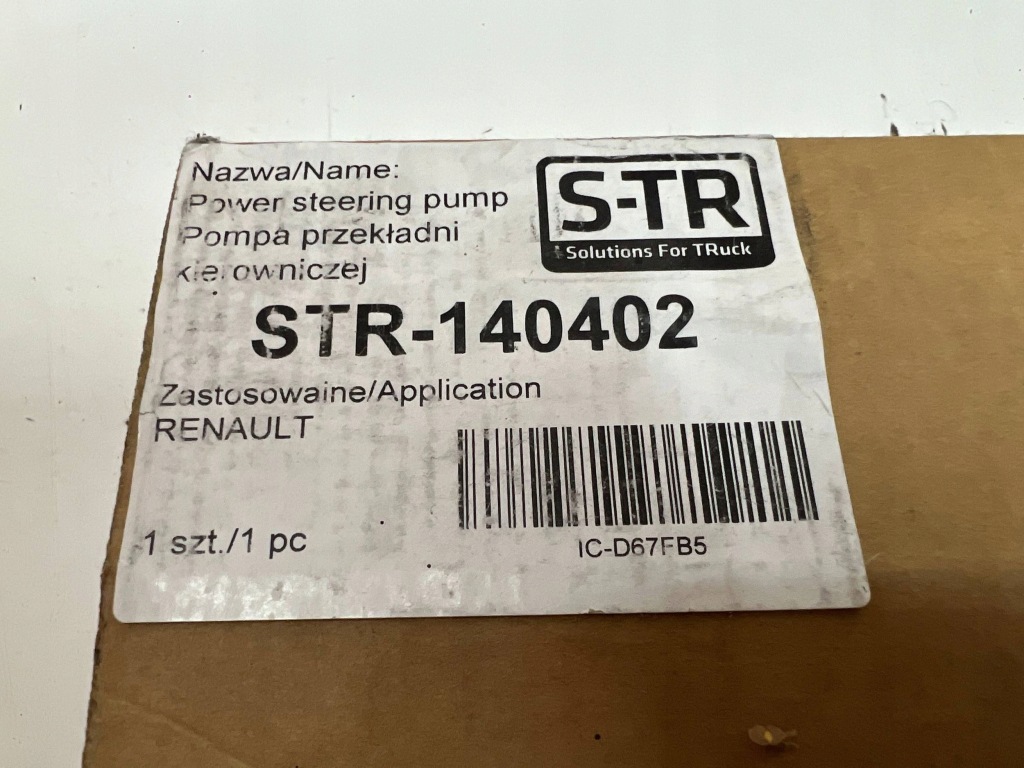 Nazwa/Name:
Power steering pump
Pompa przekładni
kierowniczej
S-TR
Solutions For TRuck
STR-140402
Zastosowaine/Application
RENAULT
1 szt./1 pc
IC-D67FB5